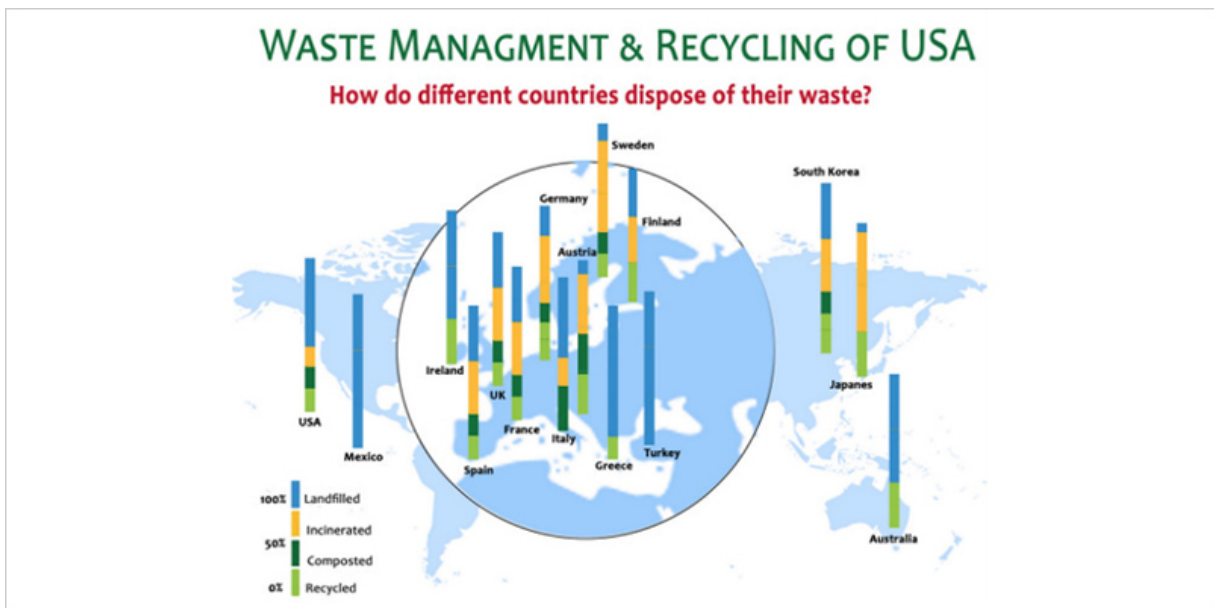 WASTE MANAGMENT & RECYCLING OF USA
How do different countries dispose of their waste?
Sweden
South Korea
Germany
Finland
Austria
Ireland
Japanes
UK
USA
France
Italy
Mexico
Spain
Greece
Turkey
100% Landfilled
Incinerated
50%
Composted
0% Recycled
Australia